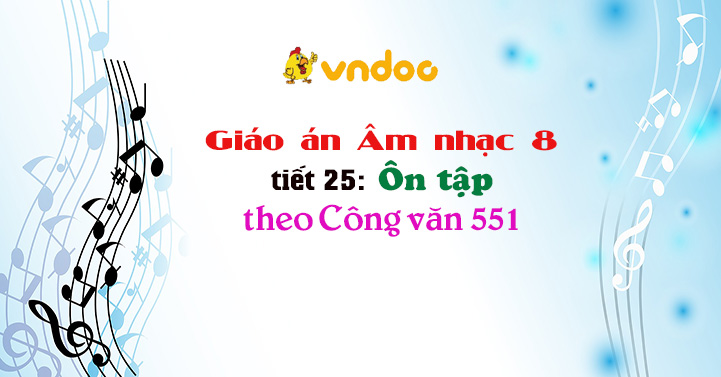 vndoc
Giáo án Âm nhạc 8
tiết 25: Ôn tập
theo Công văn 551